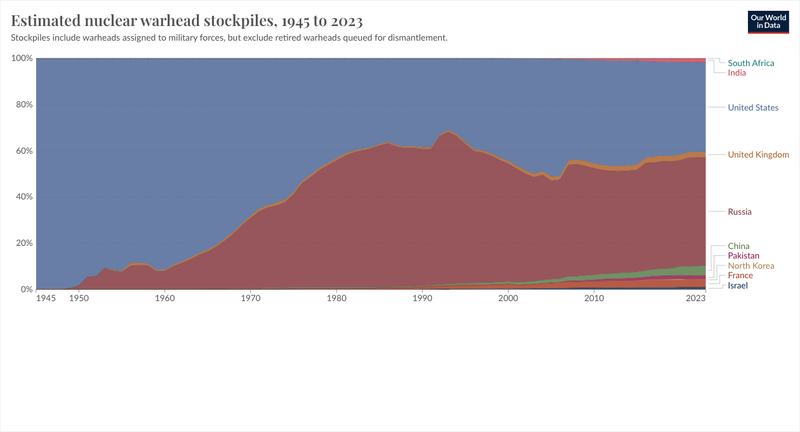 Estimated nuclear warhead stockpiles, 1945 to 2023
Stockpiles include warheads assigned to military forces, but exclude retired warheads queued for dismantlement.
Our World
in Data
100%
80%
60%
40%
20%
0%
1945
1950
1960
1970
1980
1990
2000
2010
2023
South Africa
India
United States
United Kingdom
Russia
China
Pakistan
North Korea
France
Israel